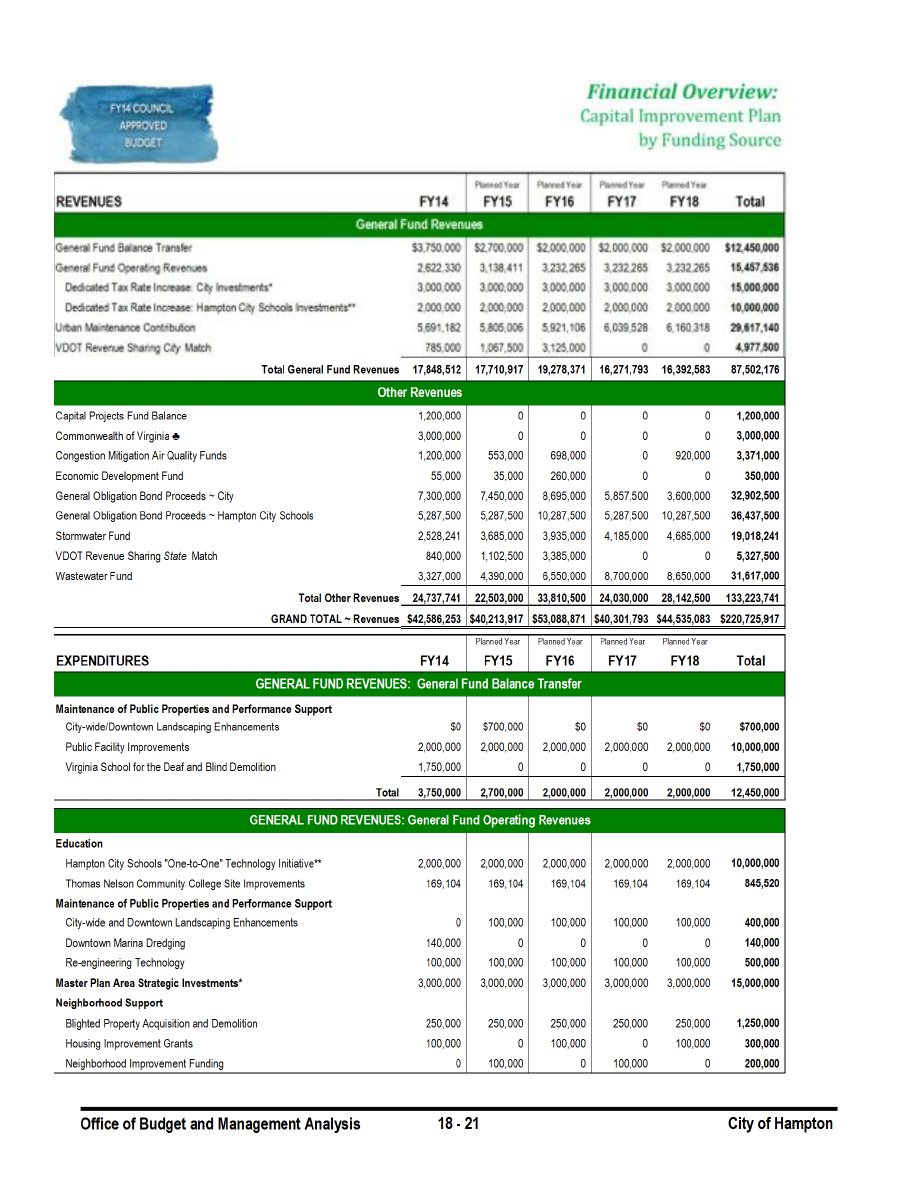 FY14 COUNCIL
APPROVED
BUDGET
Financial Overview:
Capital Improvement Plan
by Funding Source
Planned Year Planned Year Planned Year Planned Year
REVENUES FY14 FY15 FY16 FY17 FY18 Total
General Fund Revenues
General Fund Balance Transfer $3,750,000 $2,700,000 $2,000,000 $2,000,000 $2,000,000 $12,450,000
General Fund Operating Revenues 2,622,330 3,138,411 3,232,265 3,232,265 3,232,265 15,457,536
Dedicated Tax Rate Increase: City Investments* 3,000,000 3,000,000 3,000,000 3,000,000 3,000,000 15,000,000
Dedicated Tax Rate Increase: Hampton City Schools Investments** 2,000,000 2,000,000 2,000,000 2,000,000 2,000,000 10,000,000
Urban Maintenance Contribution 5,691,182 5,805,006 5,921,106 6,039,528 6,160,318 29,617,140
VDOT Revenue Sharing City Match 785,000 1,067,500 3,125,000 0 0 4,977,500
Total General Fund Revenues 17,848,512 17,710,917 19,278,371 16,271,793 16,392,583 87,502,176
Other Revenues
Capital Projects Fund Balance 1,200,000 0 0 0 0 1,200,000
Commonwealth of Virginia ♣ 3,000,000 0 0 0 0 3,000,000
Congestion Mitigation Air Quality Funds 1,200,000 553,000 698,000 0 920,000 3,371,000
Economic Development Fund 55,000 35,000 260,000 0 0 350,000
General Obligation Bond Proceeds ~ City 7,300,000 7,450,000 8,695,000 5,857,500 3,600,000 32,902,500
General Obligation Bond Proceeds ~ Hampton City Schools 5,287,500 5,287,500 10,287,500 5,287,500 10,287,500 36,437,500
Stormwater Fund 2,528,241 3,685,000 3,935,000 4,185,000 4,685,000 19,018,241
VDOT Revenue Sharing State Match 840,000 1,102,500 3,385,000 0 0 5,327,500
Wastewater Fund 3,327,000 4,390,000 6,550,000 8,700,000 8,650,000 31,617,000
Total Other Revenues 24,737,741 22,503,000 33,810,500 24,030,000 28,142,500 133,223,741
GRAND TOTAL ~ Revenues $42,586,253 $40,213,917 $53,088,871 $40,301,793 $44,535,083 $220,725,917
Planned Year Planned Year Planned Year Planned Year
EXPENDITURES FY14 FY15 FY16 FY17 FY18 Total
GENERAL FUND REVENUES: General Fund Balance Transfer
Maintenance of Public Properties and Performance Support
City-wide/Downtown Landscaping Enhancements $0 $700,000 $0 $0 $0 $700,000
Public Facility Improvements 2,000,000 2,000,000 2,000,000 2,000,000 2,000,000 10,000,000
Virginia School for the Deaf and Blind Demolition 1,750,000 0 0 0 0 1,750,000
Total 3,750,000 2,700,000 2,000,000 2,000,000 2,000,000 12,450,000
GENERAL FUND REVENUES: General Fund Operating Revenues
Education
Hampton City Schools "One-to-One" Technology Initiative** 2,000,000 2,000,000 2,000,000 2,000,000 2,000,000 10,000,000
Thomas Nelson Community College Site Improvements 169,104 169,104 169,104 169,104 169,104 845,520
Maintenance of Public Properties and Performance Support
City-wide and Downtown Landscaping Enhancements 0 100,000 100,000 100,000 100,000 400,000
Downtown Marina Dredging 140,000 0 0 0 0 140,000
Re-engineering Technology 100,000 100,000 100,000 100,000 100,000 500,000
Master Plan Area Strategic Investments* 3,000,000 3,000,000 3,000,000 3,000,000 3,000,000 15,000,000
Neighborhood Support
Blighted Property Acquisition and Demolition 250,000 250,000 250,000 250,000 250,000 1,250,000
Housing Improvement Grants 100,000 0 100,000 0 100,000 300,000
Neighborhood Improvement Funding 0 100,000 0 100,000 0 200,000
Office of Budget and Management Analysis 18 - 21 City of Hampton